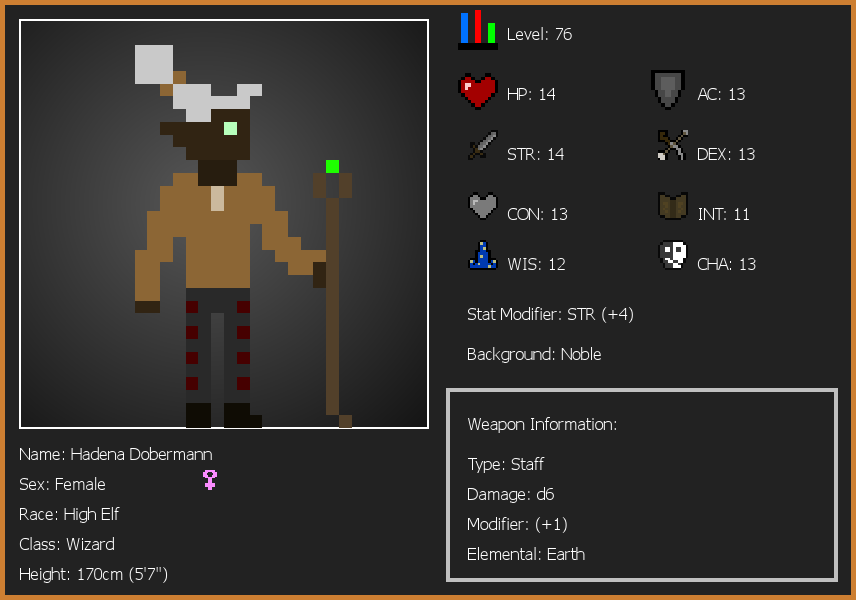 Level: 76
HP: 14
AC: 13
STR: 14
DEX: 13
CON: 13
INT: 11
WIS: 12
CHA: 13
Stat Modifier: STR (+4)
Background: Noble
Weapon Information:
Type: Staff
Damage: d6
Modifier: (+1)
Elemental: Earth
Name: Hadena Dobermann
Sex: Female
Race: High Elf
Class: Wizard
Height: 170cm (5'7")